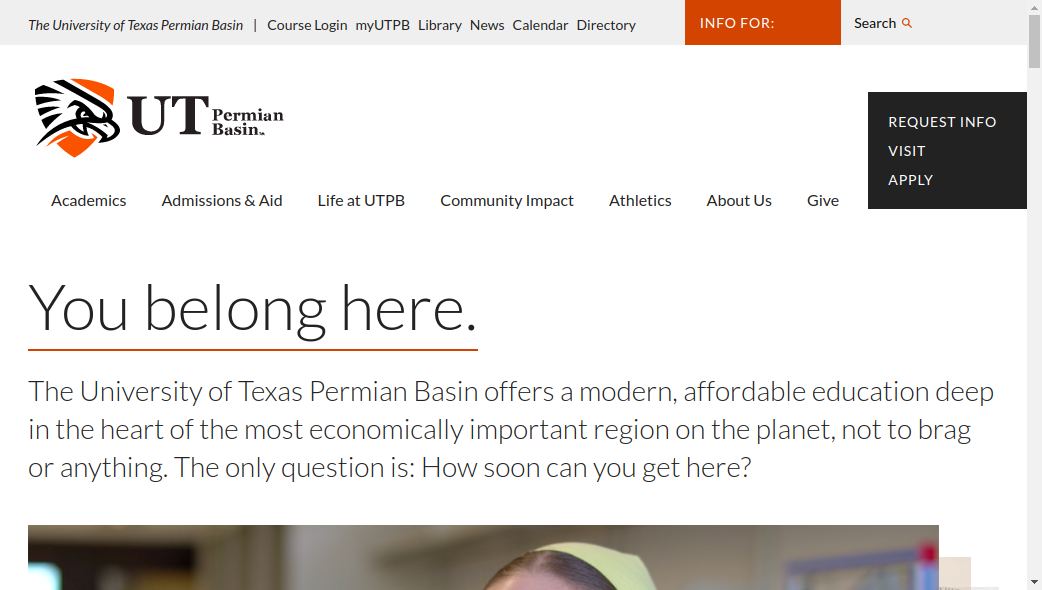 The University of Texas Permian Basin | Course Login myUTPB Library News Calendar Directory
INFO FOR:
Search
UT Permian Basin
REQUEST INFO
VISIT
APPLY
Academics Admissions & Aid Life at UTPB Community Impact Athletics About Us Give
You belong here.
The University of Texas Permian Basin offers a modern, affordable education deep
in the heart of the most economically important region on the planet, not to brag
or anything. The only question is: How soon can you get here?